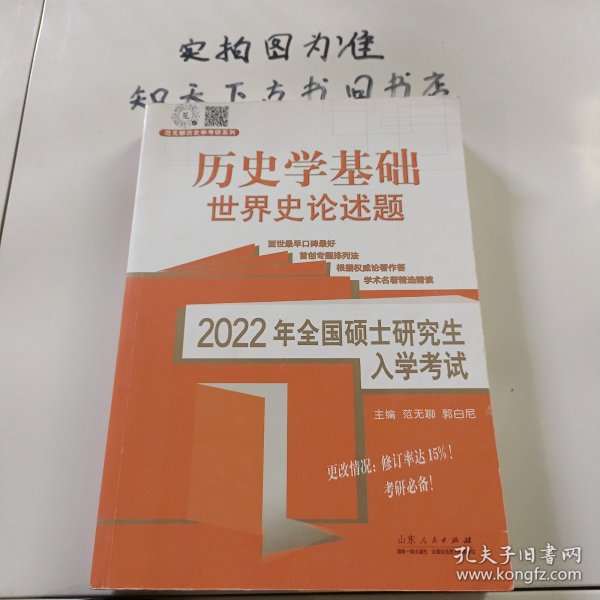 实拍图为准
知天下古书旧书店
范无聊历史学考研系列
历史学基础
世界史论述题
面世最早口碑最好
首创专题排列法
根据权威论著作答
学术名著精选精读
2022年全国硕士研究生
入学考试
主编 范无聊 郭白尼
更改情况：修订率达15%！
考研必备！
山东人民出版社
孔夫子旧书网
www.kongfz.com